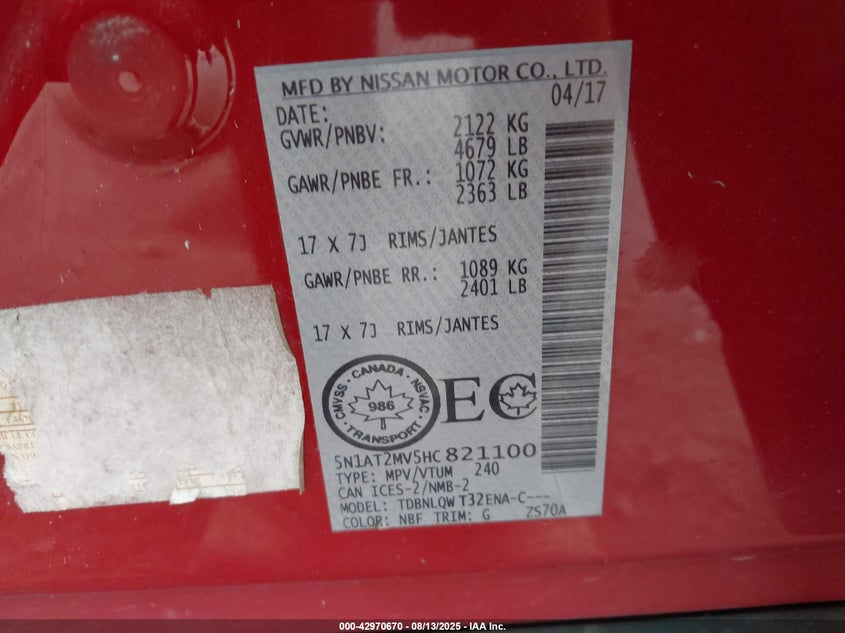 MFD BY NISSAN MOTOR CO., LTD.
DATE: 04/17
GVWR/PNBV: 2122 KG
4679 LB
GAWR/PNBE FR.: 1072 KG
2363 LB
17 X 7J RIMS/JANTES
GAWR/PNBE RR.: 1089 KG
2401 LB
17 X 7J RIMS/JANTES
CANADA
CMVSS NSVAC
986
TRANSPORT
EC
5N1AT2MV5HC821100
TYPE: MPV/VTUM 240
CAN ICES-2/NMB-2
MODEL: TDBNLQW T32ENA-C---
COLOR: NBF TRIM: G ZS70A
000-42970670 - 08/13/2025 - IAA Inc.